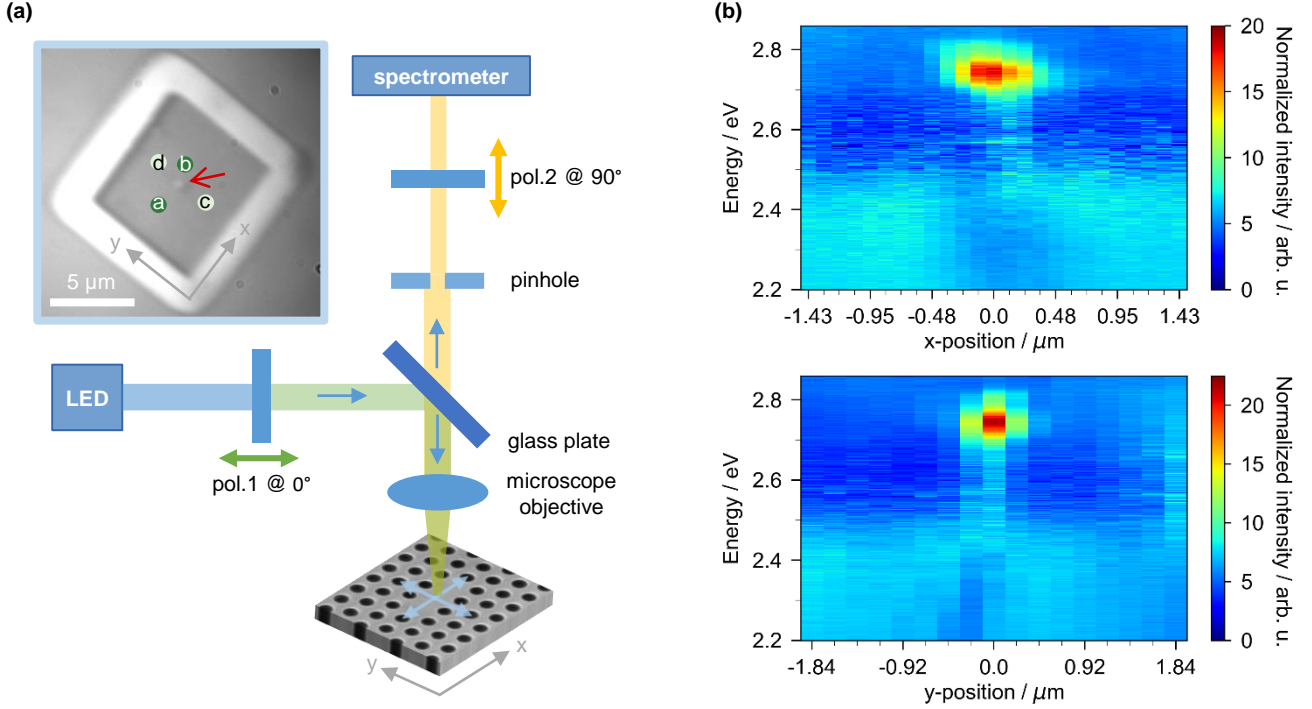 (a)
spectrometer
d
b
a
c
y
x
5 µm
pol.2 @ 90°
pinhole
LED
glass plate
pol.1 @ 0°
microscope
objective
y
x
(b)
2.8
2.6
2.4
2.2
Energy / eV
-1.43
-0.95
-0.48
0.0
0.48
0.95
1.43
x-position / µm
20
15
10
5
0
Normalized intensity / arb. u.
2.8
2.6
2.4
2.2
Energy / eV
-1.84
-0.92
0.0
0.92
1.84
y-position / µm
20
15
10
5
0
Normalized intensity / arb. u.